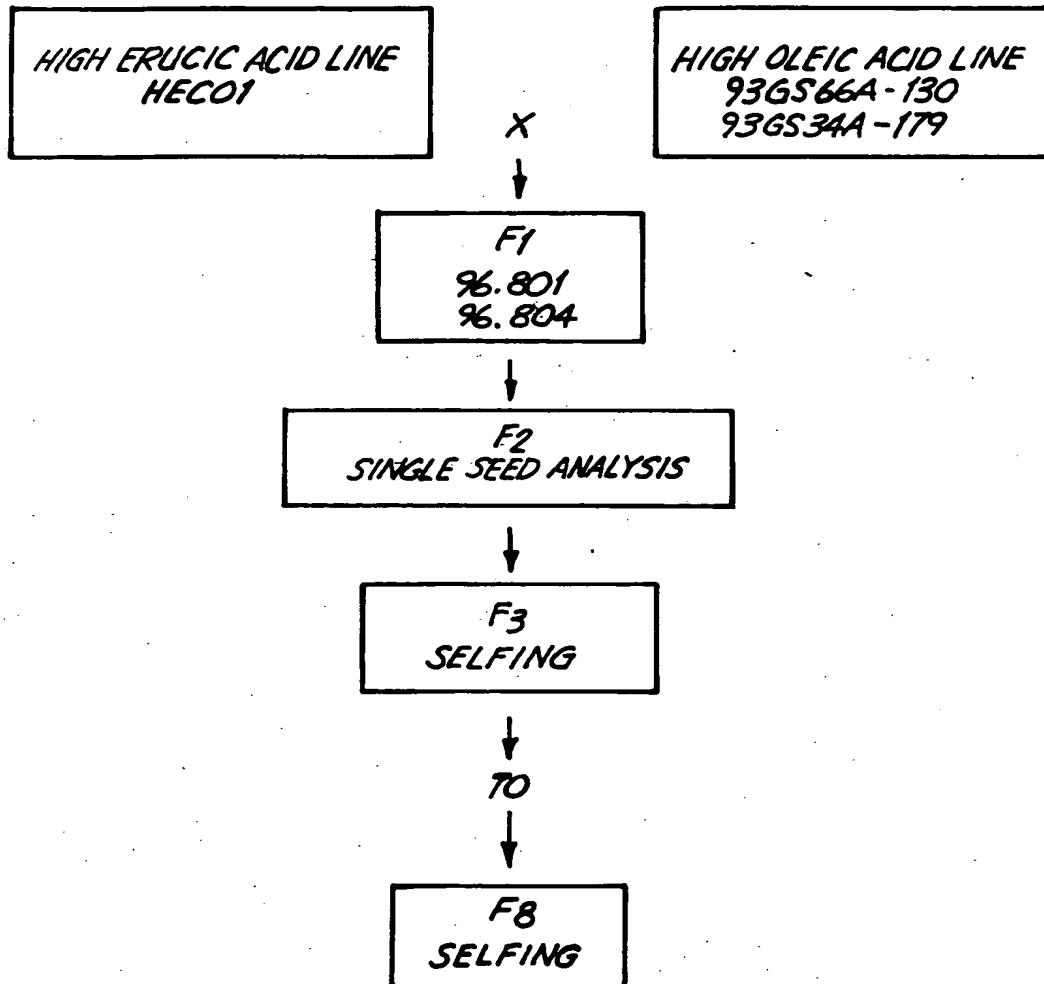 HIGH ERUCIC ACID LINE
HECO1
X
HIGH OLEIC ACID LINE
93GS66A-130
93GS34A-179
F1
96.801
96.804
F2
SINGLE SEED ANALYSIS
F3
SELFING
TO
F8
SELFING